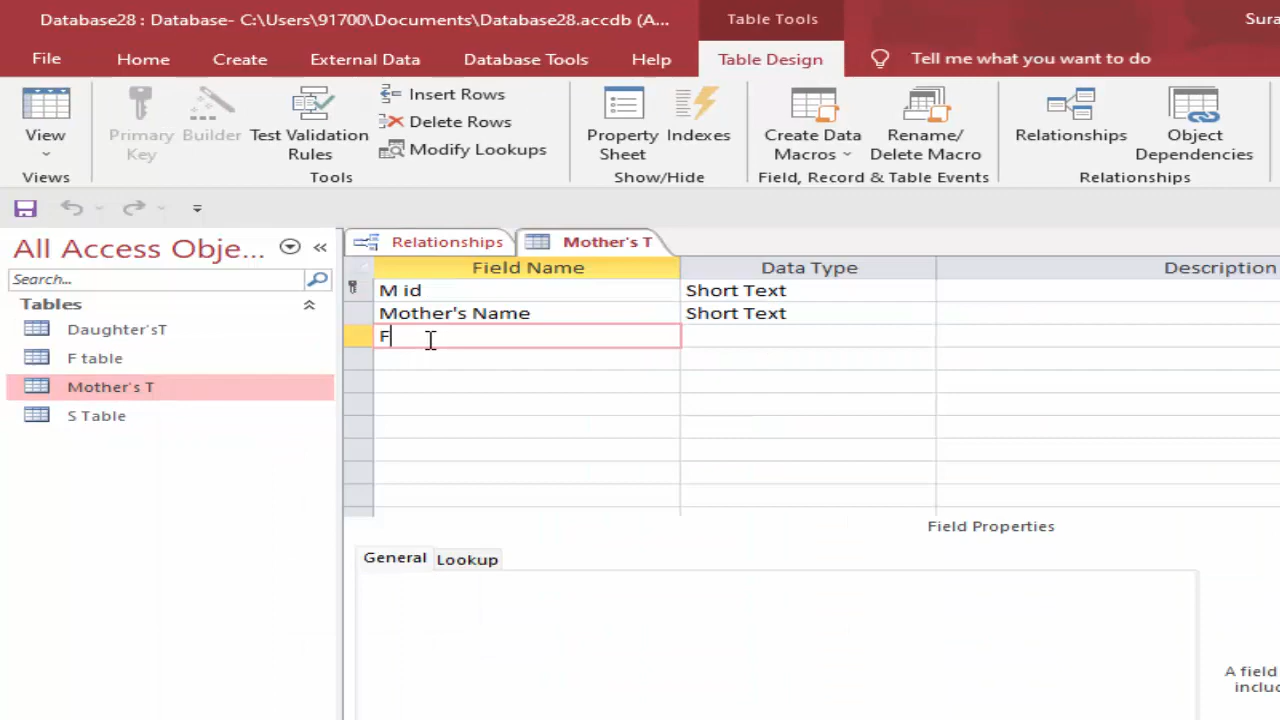 Database28 : Database- C:\Users\91700\Documents\Database28.accdb (A...
Table Tools
Sura
File
Home
Create
External Data
Database Tools
Help
Table Design
Tell me what you want to do
View
Views
Primary Key
Builder
Test Validation Rules
Insert Rows
Delete Rows
Modify Lookups
Tools
Property Sheet
Indexes
Show/Hide
Create Data Macros
Rename/ Delete Macro
Field, Record & Table Events
Relationships
Object Dependencies
Relationships
All Access Obje...
Search...
Tables
Daughter'sT
F table
Mother's T
S Table
Relationships
Mother's T
Field Name
Data Type
Description
M id
Short Text
Mother's Name
Short Text
F
Field Properties
General
Lookup
A field
includ